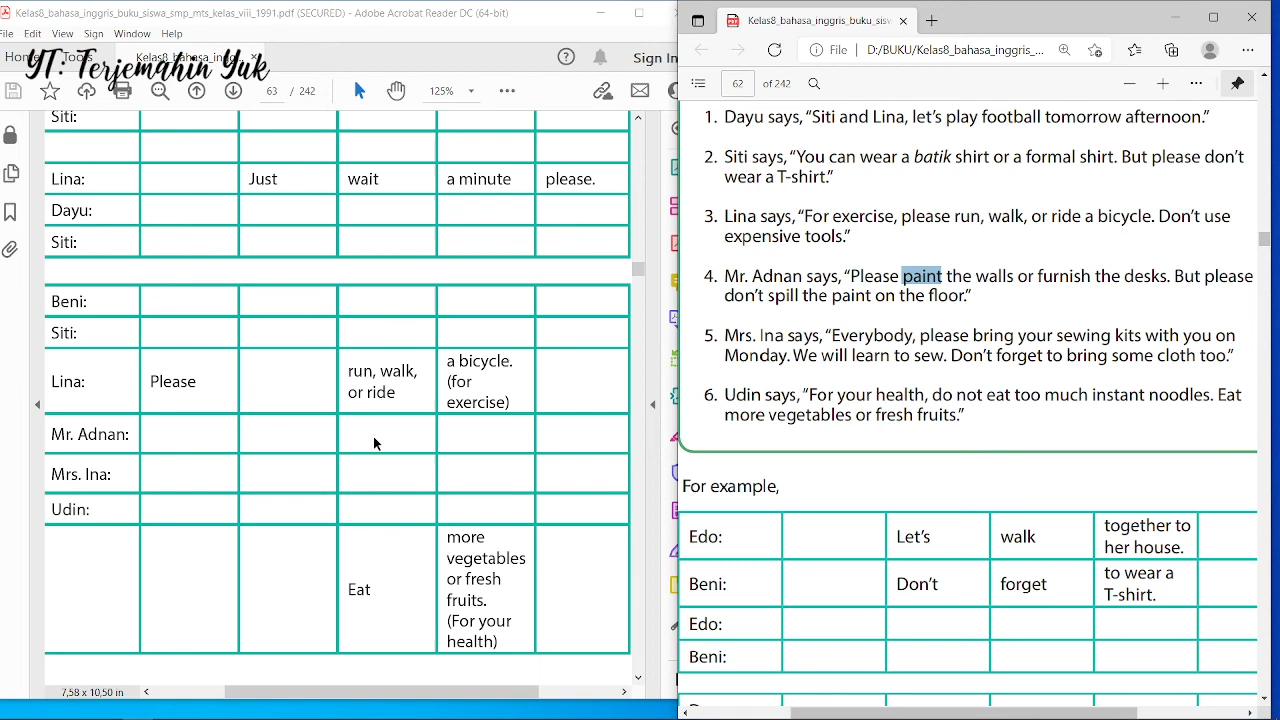 Kelas8_bahasa_inggris_buku_siswa_smp_mts_kelas_viii_1991.pdf (SECURED) - Adobe Acrobat Reader DC (64-bit)
File Edit View Sign Window Help
YT: Terjemahin Yuk
Home Tools Kelas8_bahasa_ingg...
Sign In
63 / 242
125%
Siti:
Lina: Just wait a minute please.
Dayu:
Siti:
Beni:
Siti:
Lina: Please run, walk, or ride a bicycle. (for exercise)
Mr. Adnan:
Mrs. Ina:
Udin:
Eat more vegetables or fresh fruits. (For your health)
7,58 x 10,50 in
Kelas8_bahasa_inggris_buku_sisw
File D:/BUKU/Kelas8_bahasa_inggris_...
62 of 242
1. Dayu says, “Siti and Lina, let’s play football tomorrow afternoon.”
2. Siti says, “You can wear a batik shirt or a formal shirt. But please don’t
wear a T-shirt.”
3. Lina says, “For exercise, please run, walk, or ride a bicycle. Don’t use
expensive tools.”
4. Mr. Adnan says, “Please paint the walls or furnish the desks. But please
don’t spill the paint on the floor.”
5. Mrs. Ina says, “Everybody, please bring your sewing kits with you on
Monday. We will learn to sew. Don’t forget to bring some cloth too.”
6. Udin says, “For your health, do not eat too much instant noodles. Eat
more vegetables or fresh fruits.”
For example,
Edo: Let’s walk together to her house.
Beni: Don’t forget to wear a T-shirt.
Edo:
Beni: